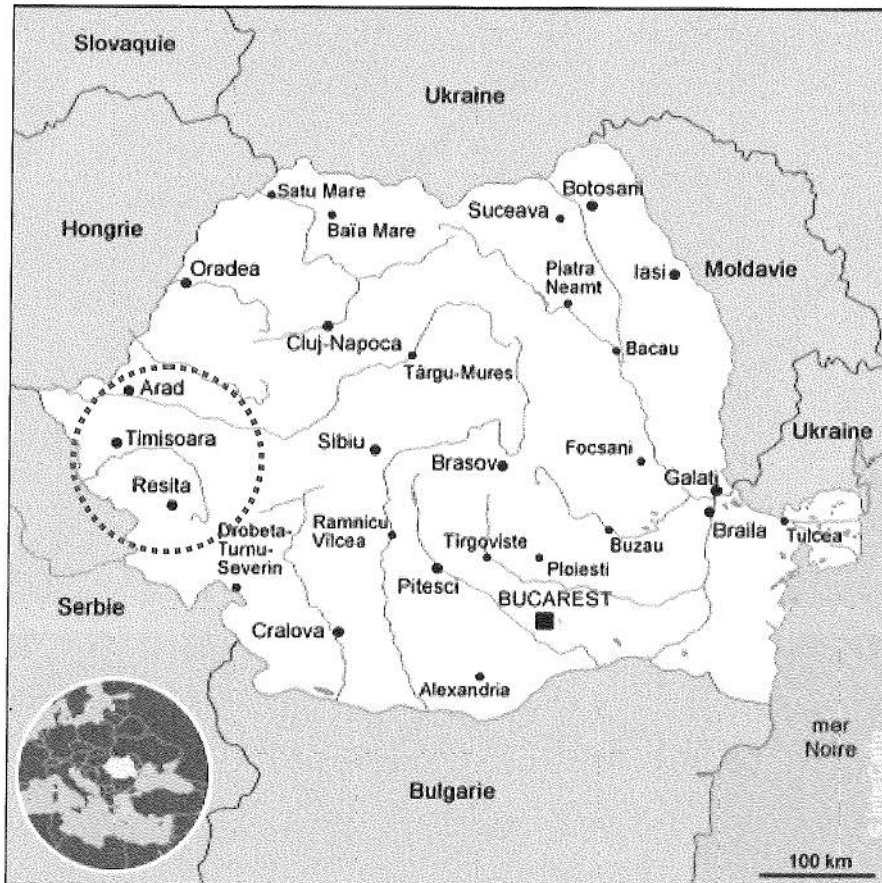 Slovaquie
Ukraine
Satu Mare
Botosani
Suceava
Baïa Mare
Hongrie
Oradea
Piatra
Neamt
Iasi
Moldavie
Cluj-Napoca
Bacau
Târgu-Mures
Arad
Timisoara
Sibiu
Brasov
Focsani
Ukraine
Galati
Resita
Drobeta-
Turnu-
Severin
Ramnicu
Vîlcea
Tirgoviste
Buzau
Braila
Tulcea
Ploiesti
Pitesci
BUCAREST
Serbie
Cralova
Alexandria
mer
Noire
Bulgarie
100 km